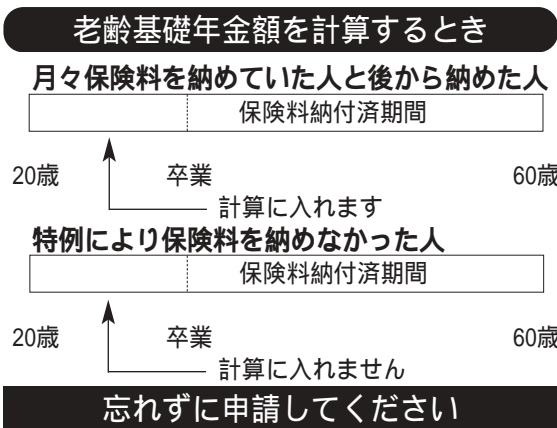 老齢基礎年金額を計算するとき
月々保険料を納めていた人と後から納めた人
保険料納付済期間
20歳 卒業 60歳
計算に入れます
特例により保険料を納めなかった人
保険料納付済期間
20歳 卒業 60歳
計算に入れません
忘れずに申請してください